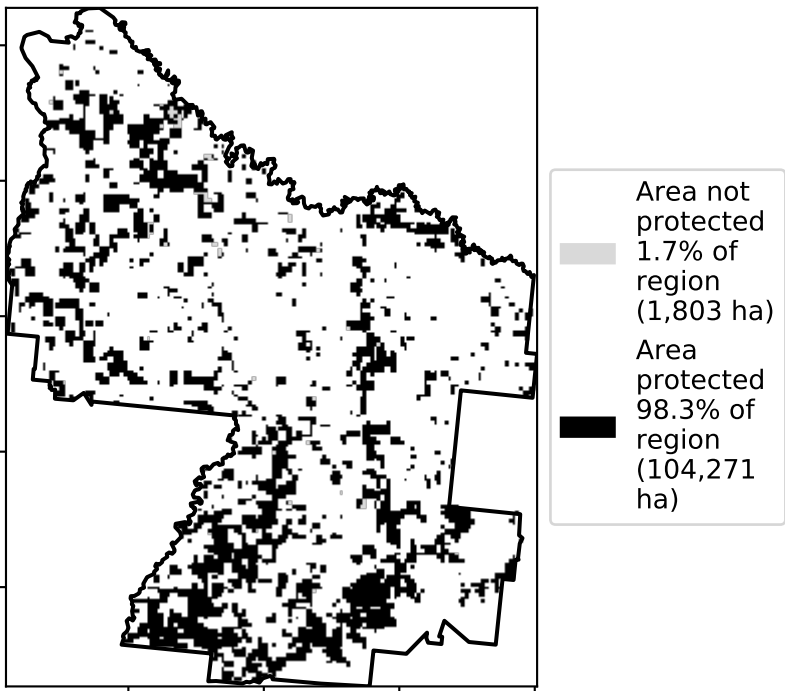 Area not
protected
1.7% of
region
(1,803 ha)
Area
protected
98.3% of
region
(104,271
ha)